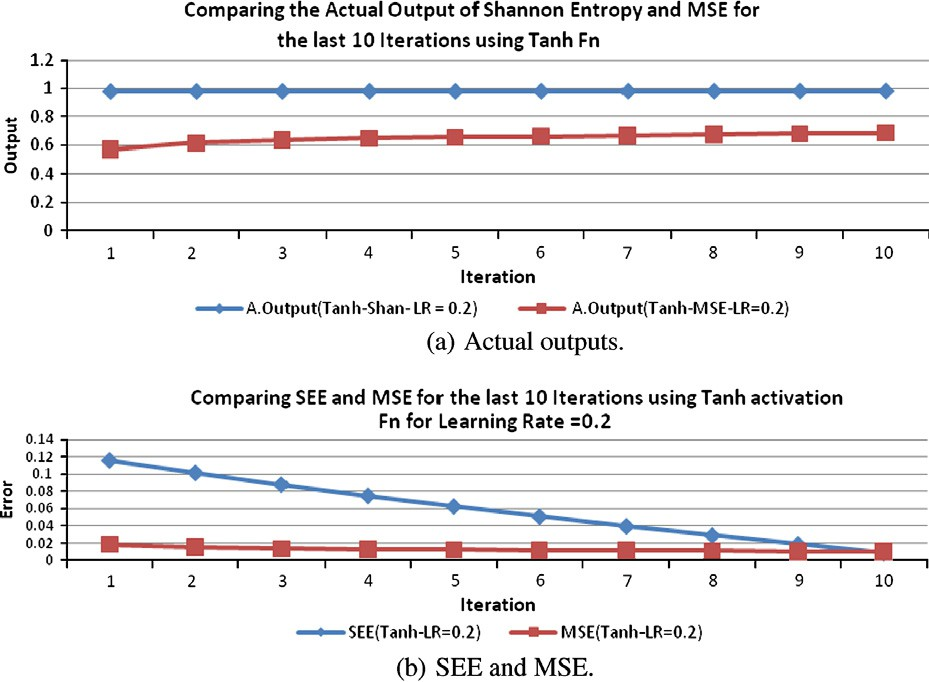 Comparing the Actual Output of Shannon Entropy and MSE for
the last 10 Iterations using Tanh Fn
1.2
1
0.8
0.6
0.4
0.2
0
Output
1 2 3 4 5 6 7 8 9 10
Iteration
A.Output(Tanh-Shan- LR = 0.2) A.Output(Tanh-MSE-LR=0.2)
(a) Actual outputs.
Comparing SEE and MSE for the last 10 Iterations using Tanh activation
Fn for Learning Rate =0.2
0.14
0.12
0.1
0.08
0.06
0.04
0.02
0
Error
1 2 3 4 5 6 7 8 9 10
Iteration
SEE(Tanh-LR=0.2) MSE(Tanh-LR=0.2)
(b) SEE and MSE.